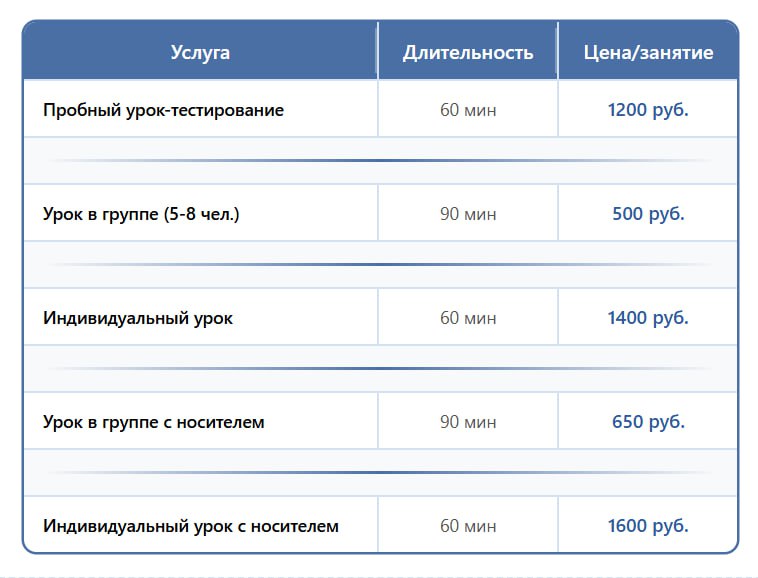 Услуга Длительность Цена/занятие
Пробный урок-тестирование 60 мин 1200 руб.
Урок в группе (5-8 чел.) 90 мин 500 руб.
Индивидуальный урок 60 мин 1400 руб.
Урок в группе с носителем 90 мин 650 руб.
Индивидуальный урок с носителем 60 мин 1600 руб.